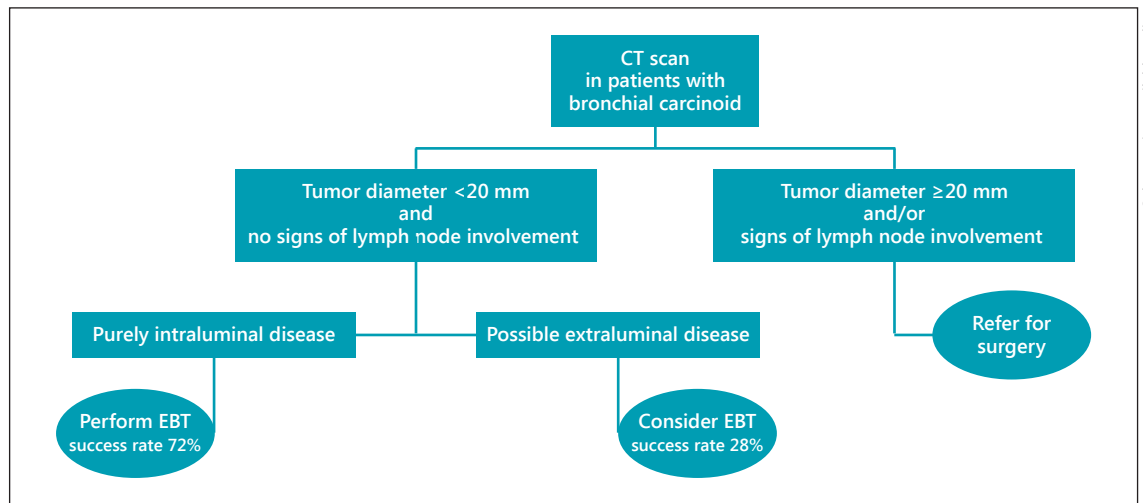 CT scan
in patients with
bronchial carcinoid
Tumor diameter <20 mm
and
no signs of lymph node involvement
Tumor diameter ≥20 mm
and/or
signs of lymph node involvement
Purely intraluminal disease
Possible extraluminal disease
Refer for
surgery
Perform EBT
success rate 72%
Consider EBT
success rate 28%